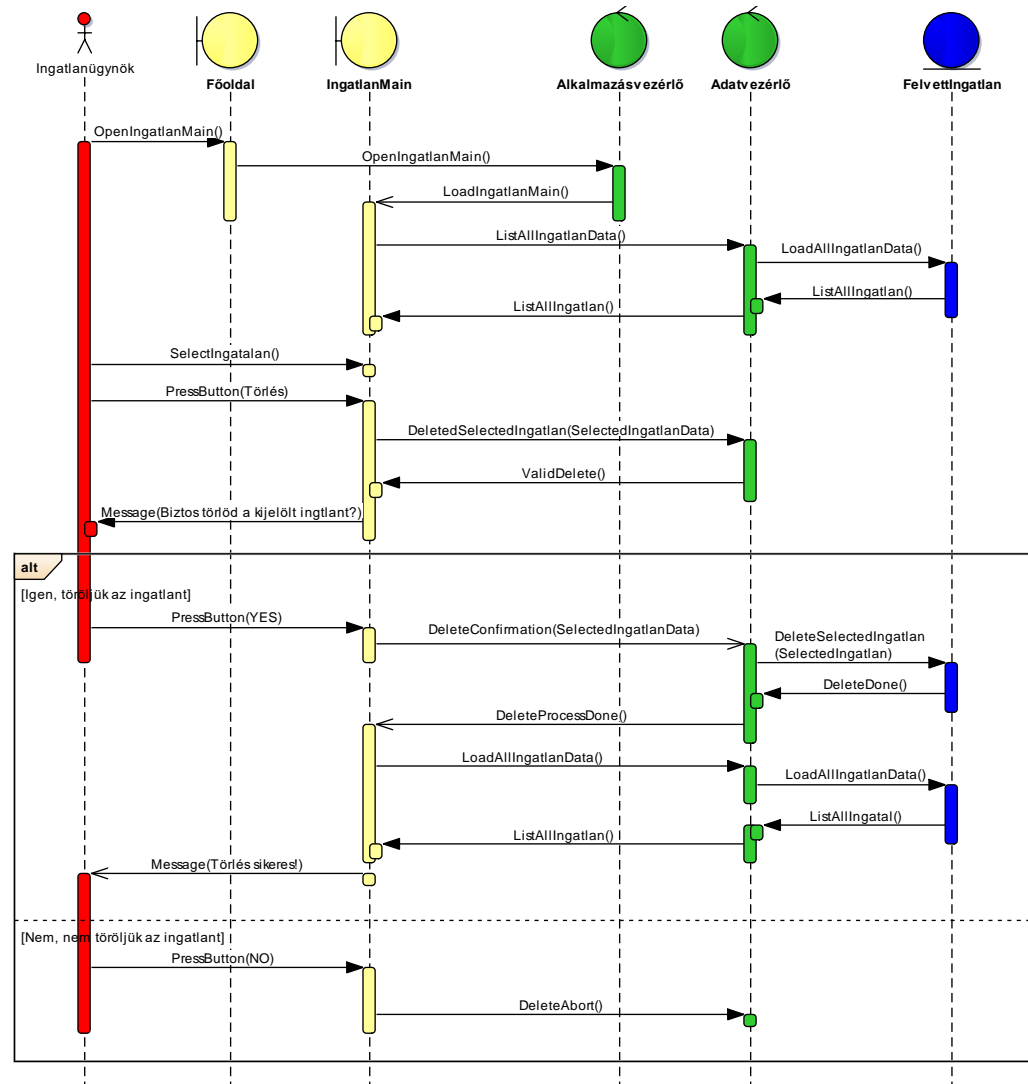 Ingatlanügynök
Főoldal
IngatlanMain
Alkalmazásvezérlő
Adatvezérlő
FelvettIngatlan
OpenIngatlanMain()
OpenIngatlanMain()
LoadIngatlanMain()
ListAllIngatlanData()
LoadAllIngatlanData()
ListAllIngatlan()
ListAllIngatlan()
SelectIngatalan()
PressButton(Törlés)
DeletedSelectedIngatlan(SelectedIngatlanData)
ValidDelete()
Message(Biztos törlöd a kijelölt ingtlant?)
alt
[Igen, töröljük az ingatlant]
PressButton(YES)
DeleteConfirmation(SelectedIngatlanData)
DeleteSelectedIngatlan
(SelectedIngatlan)
DeleteDone()
DeleteProcessDone()
LoadAllIngatlanData()
LoadAllIngatlanData()
ListAllIngatal()
ListAllIngatlan()
Message(Törlés sikeres!)
[Nem, nem töröljük az ingatlant]
PressButton(NO)
DeleteAbort()